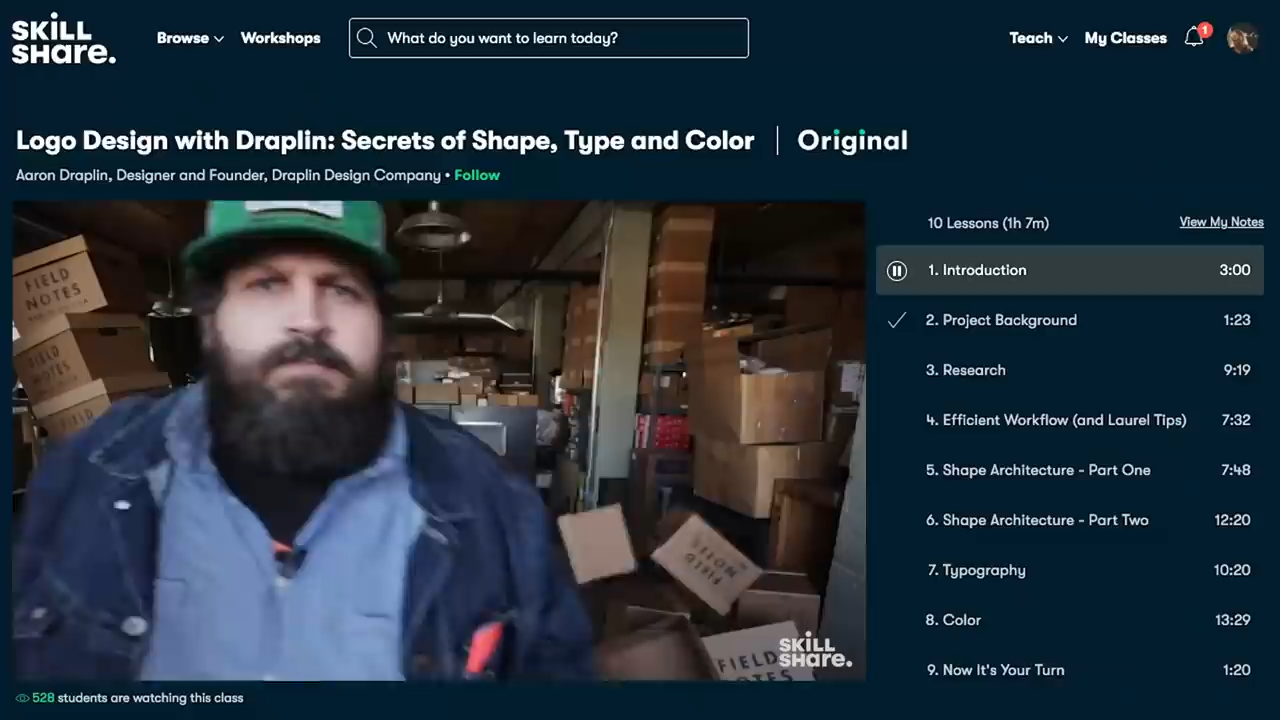 SKILL
SHARE.
Browse
Workshops
What do you want to learn today?
Teach
My Classes
1
Logo Design with Draplin: Secrets of Shape, Type and Color | Original
Aaron Draplin, Designer and Founder, Draplin Design Company • Follow
10 Lessons (1h 7m)
View My Notes
1. Introduction 3:00
2. Project Background 1:23
3. Research 9:19
4. Efficient Workflow (and Laurel Tips) 7:32
5. Shape Architecture - Part One 7:48
6. Shape Architecture - Part Two 12:20
7. Typography 10:20
8. Color 13:29
9. Now It's Your Turn 1:20
FIELD
NOTES
FIELD
NOTES
FIELD
FIELD
NOTES
FIELD
NOTES
SKILL
SHARE.
528 students are watching this class